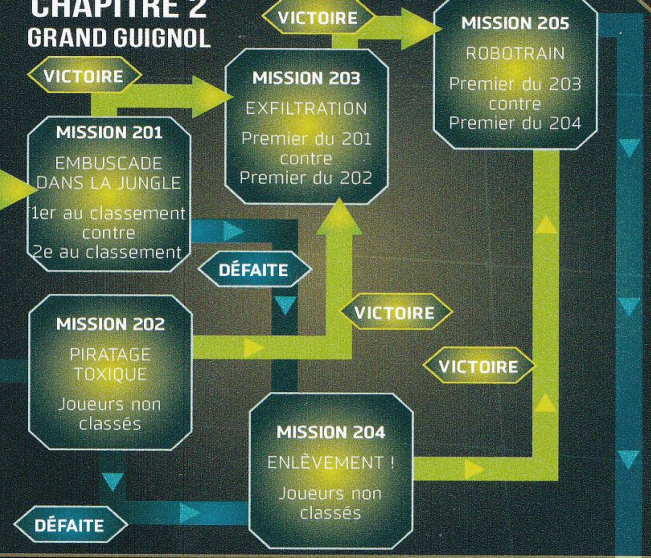 CHAPITRE 2
GRAND GUIGNOL
VICTOIRE
MISSION 201
EMBUSCADE
DANS LA JUNGLE
1er au classement
contre
2e au classement
VICTOIRE
MISSION 203
EXFILTRATION
Premier du 201
contre
Premier du 202
MISSION 205
ROBOTRAIN
Premier du 203
contre
Premier du 204
DÉFAITE
MISSION 202
PIRATAGE
TOXIQUE
Joueurs non
classés
VICTOIRE
VICTOIRE
MISSION 204
ENLÈVEMENT !
Joueurs non
classés
DÉFAITE